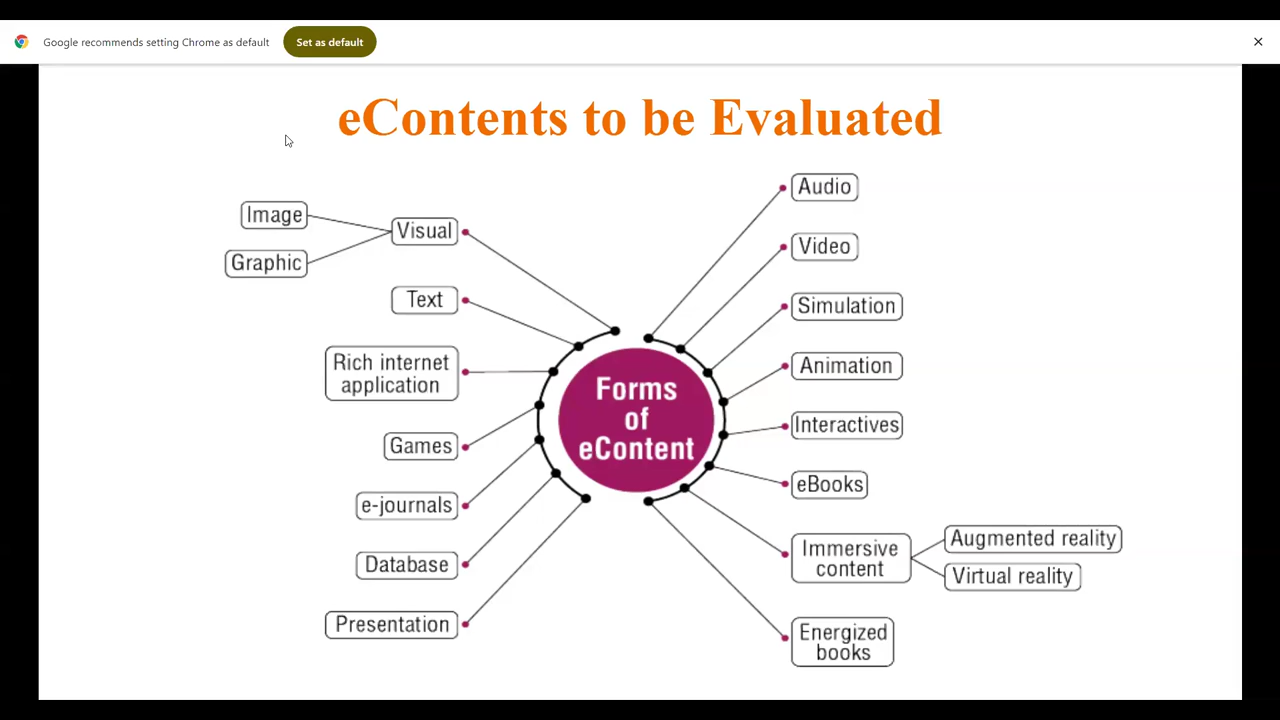 Google recommends setting Chrome as default
Set as default
eContents to be Evaluated
Image
Graphic
Visual
Text
Rich internet
application
Games
e-journals
Database
Presentation
Forms
of
eContent
Audio
Video
Simulation
Animation
Interactives
eBooks
Immersive
content
Augmented reality
Virtual reality
Energized
books